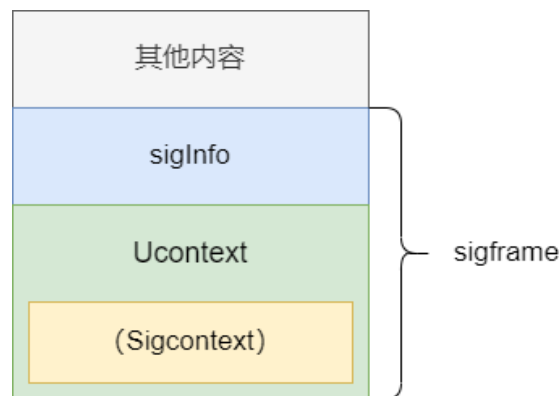 其他内容
sigInfo
Ucontext
sigframe
（Sigcontext）